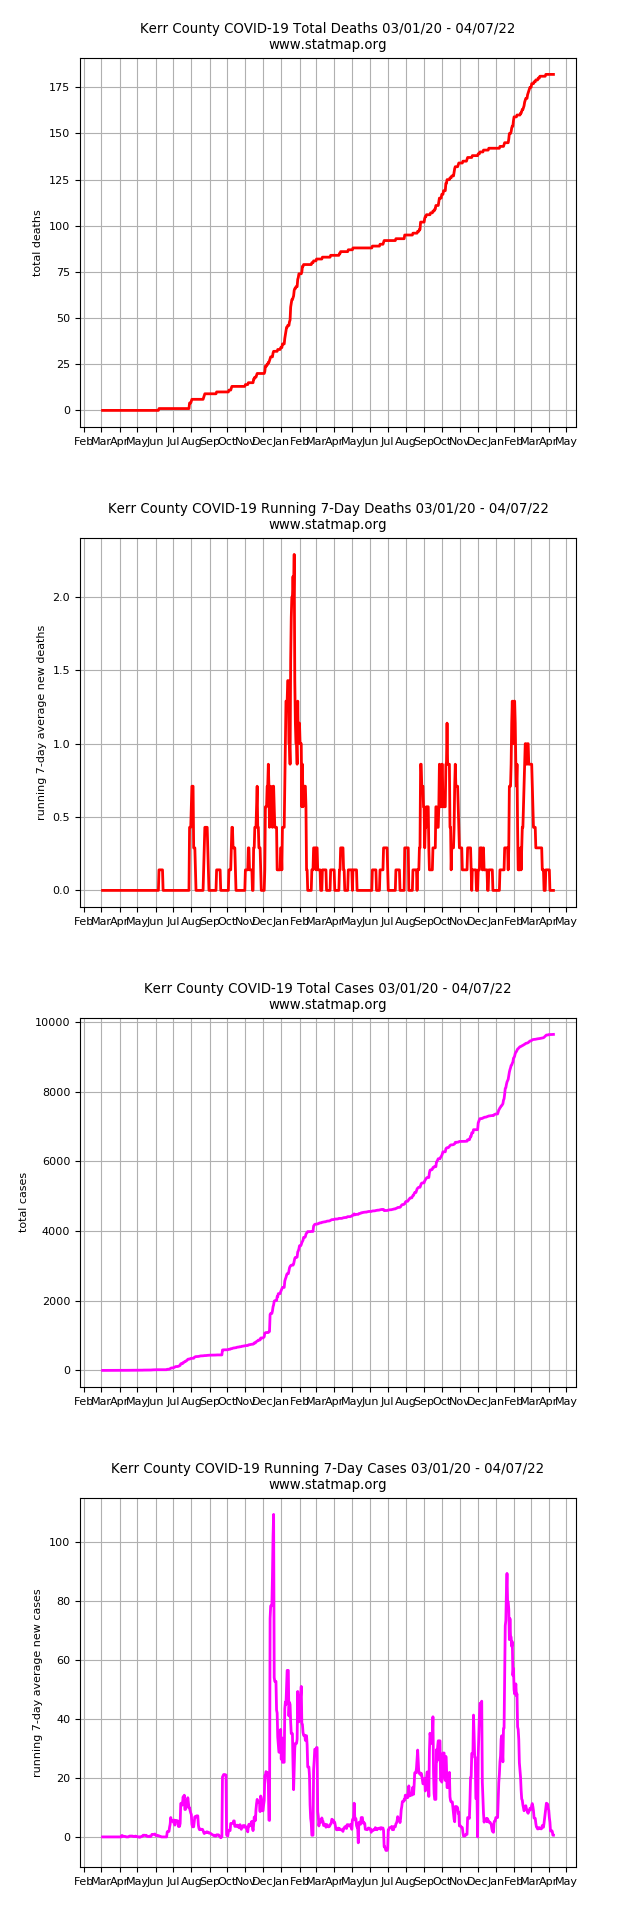 Kerr County COVID-19 Total Deaths 03/01/20 - 04/07/22
www.statmap.org
175
150
125
100
75
50
25
0
total deaths
Feb Mar Apr May Jun Jul Aug Sep Oct Nov Dec Jan Feb Mar Apr May Jun Jul Aug Sep Oct Nov Dec Jan Feb Mar Apr May
Kerr County COVID-19 Running 7-Day Deaths 03/01/20 - 04/07/22
www.statmap.org
2.0
1.5
1.0
0.5
0.0
running 7-day average new deaths
Feb Mar Apr May Jun Jul Aug Sep Oct Nov Dec Jan Feb Mar Apr May Jun Jul Aug Sep Oct Nov Dec Jan Feb Mar Apr May
Kerr County COVID-19 Total Cases 03/01/20 - 04/07/22
www.statmap.org
10000
8000
6000
4000
2000
0
total cases
Feb Mar Apr May Jun Jul Aug Sep Oct Nov Dec Jan Feb Mar Apr May Jun Jul Aug Sep Oct Nov Dec Jan Feb Mar Apr May
Kerr County COVID-19 Running 7-Day Cases 03/01/20 - 04/07/22
www.statmap.org
100
80
60
40
20
0
running 7-day average new cases
Feb Mar Apr May Jun Jul Aug Sep Oct Nov Dec Jan Feb Mar Apr May Jun Jul Aug Sep Oct Nov Dec Jan Feb Mar Apr May